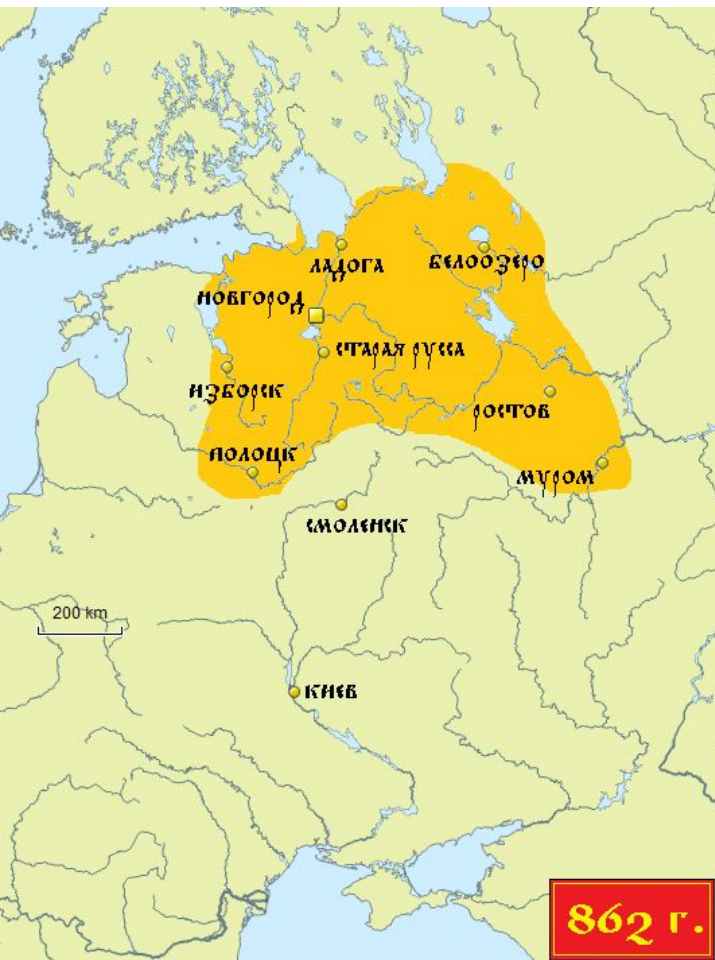 ЛАДОГА
БЕЛООЗЕРО
НОВГОРОД
СТАРАЯ РУССА
ИЗБОРСК
РОСТОВ
ПОЛОЦК
МУРОМ
СМОЛЕНСК
200 km
КИЕВ
862 г.